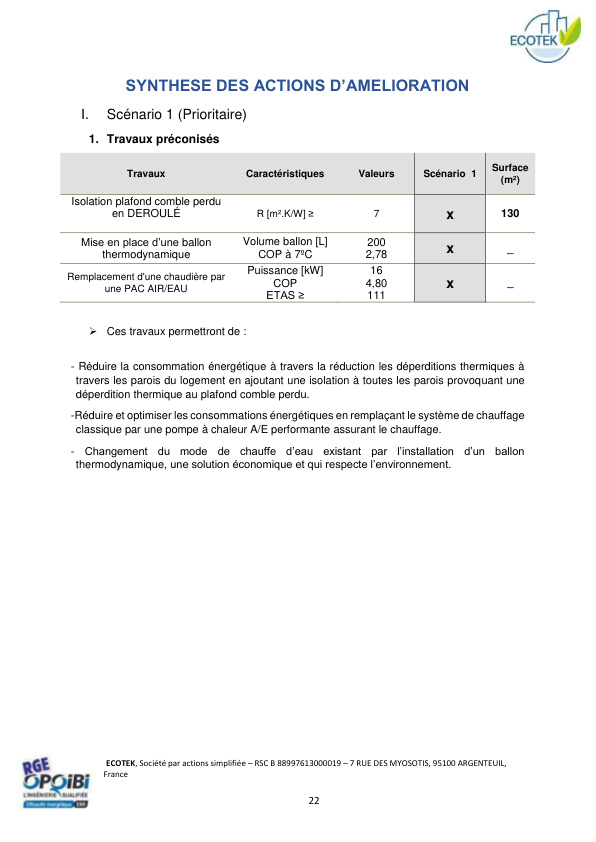 ECOTEK
SYNTHESE DES ACTIONS D'AMELIORATION
I. Scénario 1 (Prioritaire)
1. Travaux préconisés
Travaux Caractéristiques Valeurs Scénario 1 Surface (m²)
Isolation plafond comble perdu
en DEROULÉ R [m².K/W] ≥ 7 x 130
Mise en place d'une ballon
thermodynamique
Volume ballon [L] 200
COP à 7ºC 2,78
x _
Remplacement d'une chaudière par
une PAC AIR/EAU
Puissance [kW] 16
COP 4,80
ETAS ≥ 111
x _
➢ Ces travaux permettront de :
- Réduire la consommation énergétique à travers la réduction les déperditions thermiques à
travers les parois du logement en ajoutant une isolation à toutes les parois provoquant une
déperdition thermique au plafond comble perdu.
-Réduire et optimiser les consommations énergétiques en remplaçant le système de chauffage
classique par une pompe à chaleur A/E performante assurant le chauffage.
- Changement du mode de chauffe d'eau existant par l'installation d'un ballon
thermodynamique, une solution économique et qui respecte l'environnement.
RGE
OPQiBi
L'INGÉNIERIE QUALIFIÉE
Efficacité énergétique ENR
ECOTEK, Société par actions simplifiée – RSC B 88997613000019 – 7 RUE DES MYOSOTIS, 95100 ARGENTEUIL,
France
22